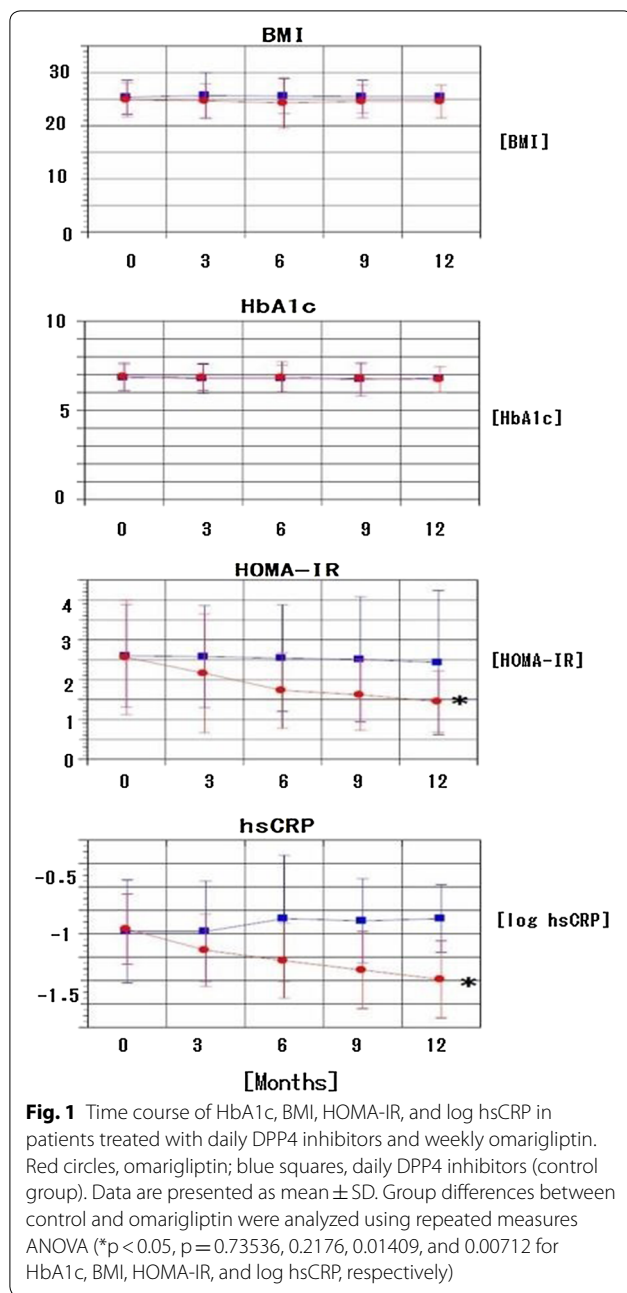 BMI
30
20
10
0
[BMI]
0 3 6 9 12
HbA1c
10
5
0
[HbA1c]
0 3 6 9 12
HOMA-IR
4
3
2
1
0
[HOMA-IR]
*
0 3 6 9 12
hsCRP
-0.5
-1
-1.5
[log hsCRP]
*
0 3 6 9 12
[Months]
Fig. 1 Time course of HbA1c, BMI, HOMA-IR, and log hsCRP in
patients treated with daily DPP4 inhibitors and weekly omarigliptin.
Red circles, omarigliptin; blue squares, daily DPP4 inhibitors (control
group). Data are presented as mean ± SD. Group differences between
control and omarigliptin were analyzed using repeated measures
ANOVA (*p < 0.05, p = 0.73536, 0.2176, 0.01409, and 0.00712 for
HbA1c, BMI, HOMA-IR, and log hsCRP, respectively)